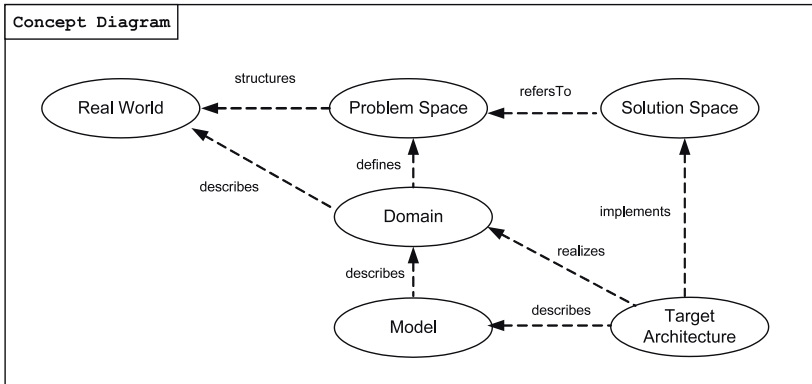 Concept Diagram
structures
refersTo
Real World
Problem Space
Solution Space
defines
describes
implements
Domain
realizes
describes
describes
Model
Target
Architecture